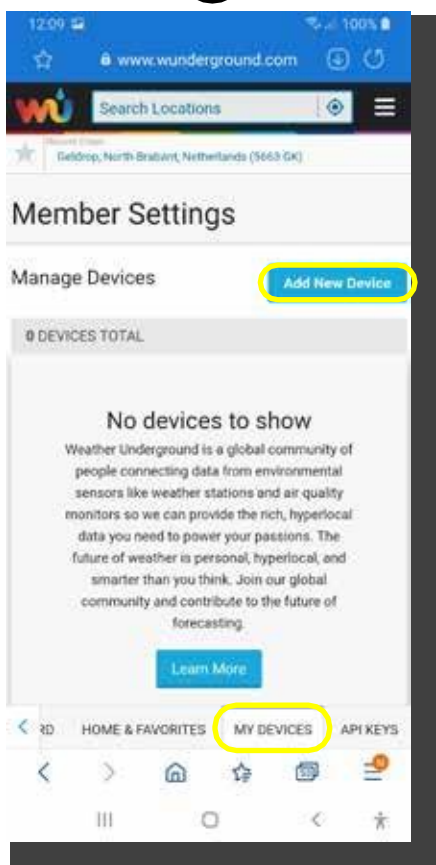 12:09 100%
www.wunderground.com
wu Search Locations
Geldrop, North Brabant, Netherlands (5663 GK)
Member Settings
Manage Devices Add New Device
0 DEVICES TOTAL
No devices to show
Weather Underground is a global community of
people connecting data from environmental
sensors like weather stations and air quality
monitors so we can provide the rich, hyperlocal
data you need to power your passions. The
future of weather is personal, hyperlocal, and
smarter than you think. Join our global
community and contribute to the future of
forecasting.
Learn More
RD HOME & FAVORITES MY DEVICES API KEYS
N